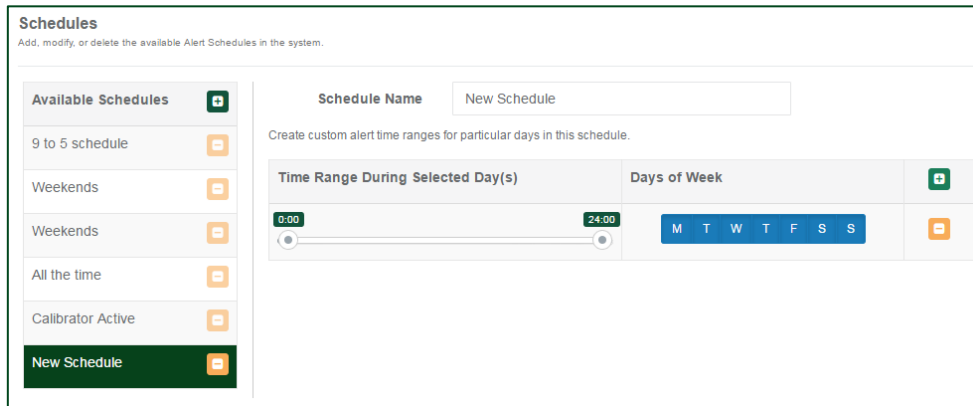 Schedules
Add, modify, or delete the available Alert Schedules in the system.
Available Schedules
9 to 5 schedule
Weekends
Weekends
All the time
Calibrator Active
New Schedule
Schedule Name New Schedule
Create custom alert time ranges for particular days in this schedule.
Time Range During Selected Day(s) Days of Week
0:00 24:00 M T W T F S S